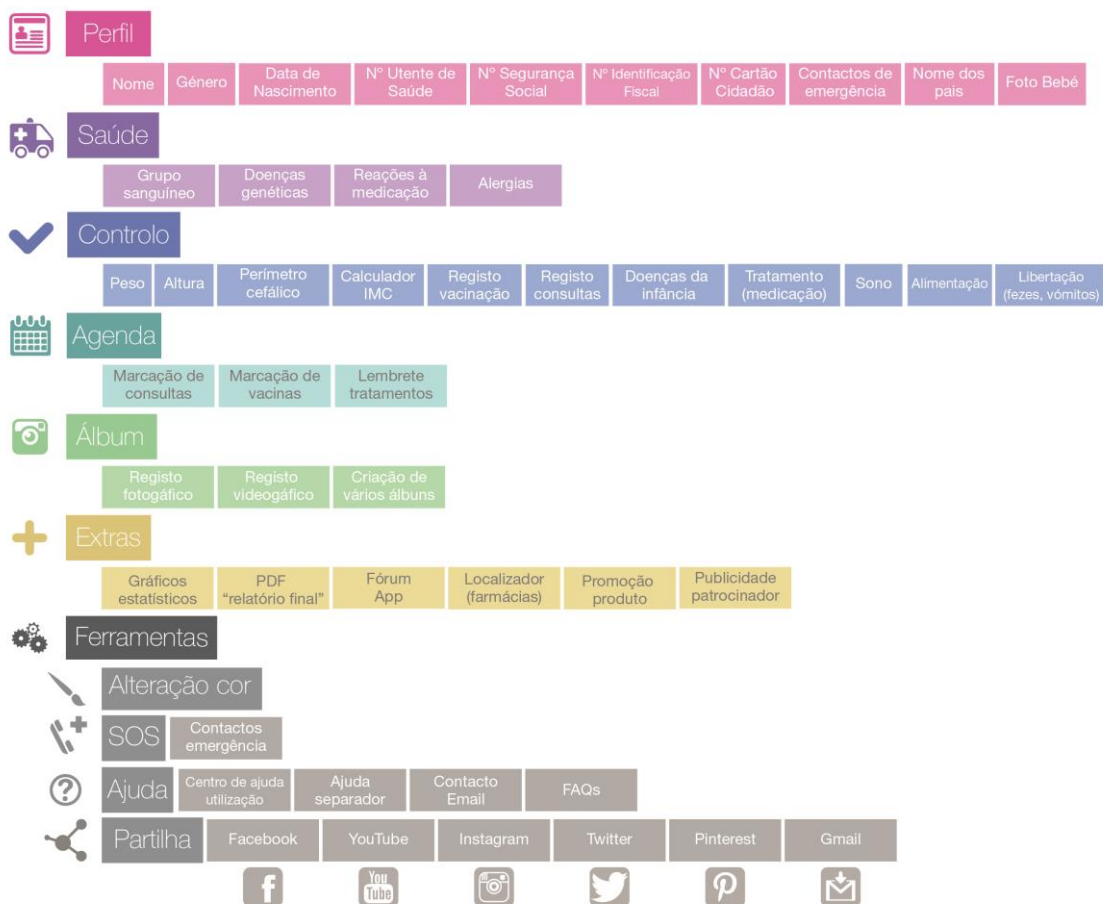 Perfil
Nome
Género
Data de
Nascimento
Nº Utente de
Saúde
Nº Segurança
Social
Nº Identificação
Fiscal
Nº Cartão
Cidadão
Contactos de
emergência
Nome dos
pais
Foto Bebé
Saúde
Grupo
sanguíneo
Doenças
genéticas
Reações à
medicação
Alergias
Controlo
Peso
Altura
Perímetro
cefálico
Calculador
IMC
Registo
vacinação
Registo
consultas
Doenças da
infância
Tratamento
(medicação)
Sono
Alimentação
Libertação
(fezes, vómitos)
Agenda
Marcação de
consultas
Marcação de
vacinas
Lembrete
tratamentos
Álbum
Registo
fotogáfico
Registo
videogáfico
Criação de
vários álbuns
Extras
Gráficos
estatísticos
PDF
“relatório final”
Fórum
App
Localizador
(farmácias)
Promoção
produto
Publicidade
patrocinador
Ferramentas
Alteração cor
SOS
Contactos
emergência
Ajuda
Centro de ajuda
utilização
Ajuda
separador
Contacto
Email
FAQs
Partilha
Facebook
YouTube
Instagram
Twitter
Pinterest
Gmail
You
Tube